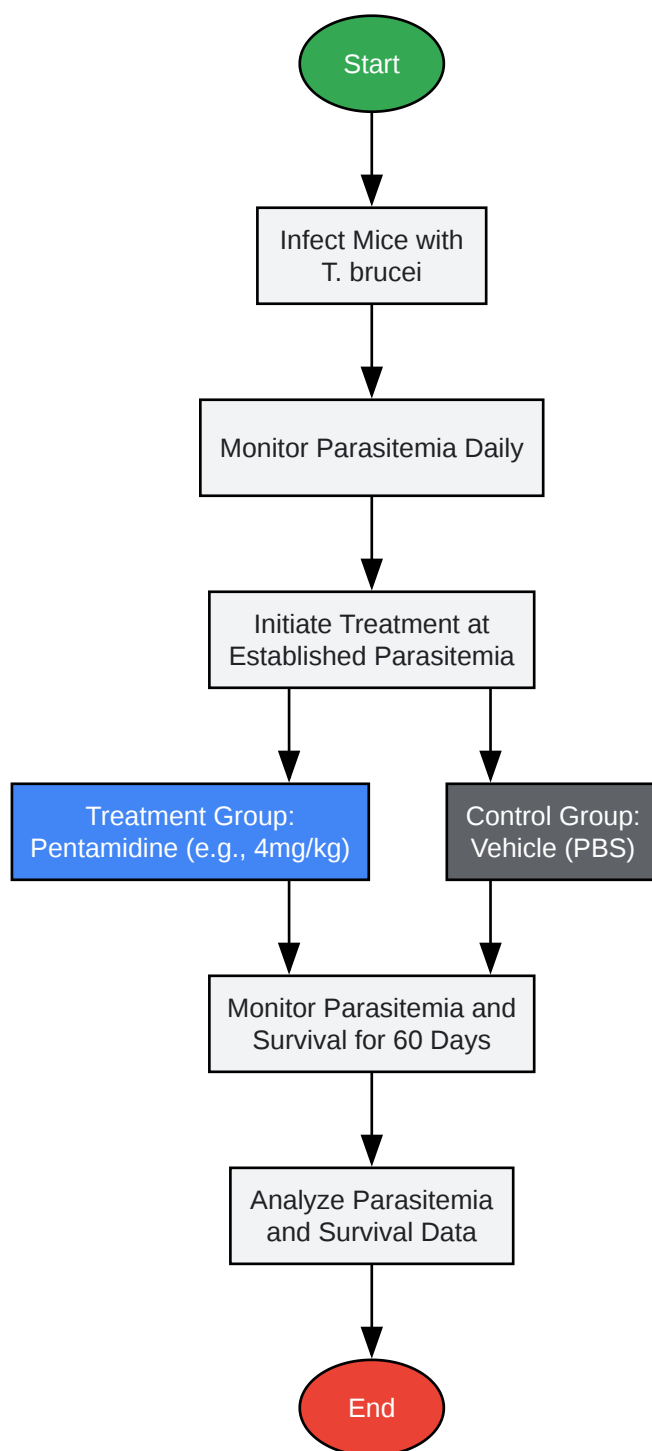 Start
Infect Mice with
T. brucei
Monitor Parasitemia Daily
Initiate Treatment at
Established Parasitemia
Treatment Group:
Pentamidine (e.g., 4mg/kg)
Control Group:
Vehicle (PBS)
Monitor Parasitemia and
Survival for 60 Days
Analyze Parasitemia
and Survival Data
End